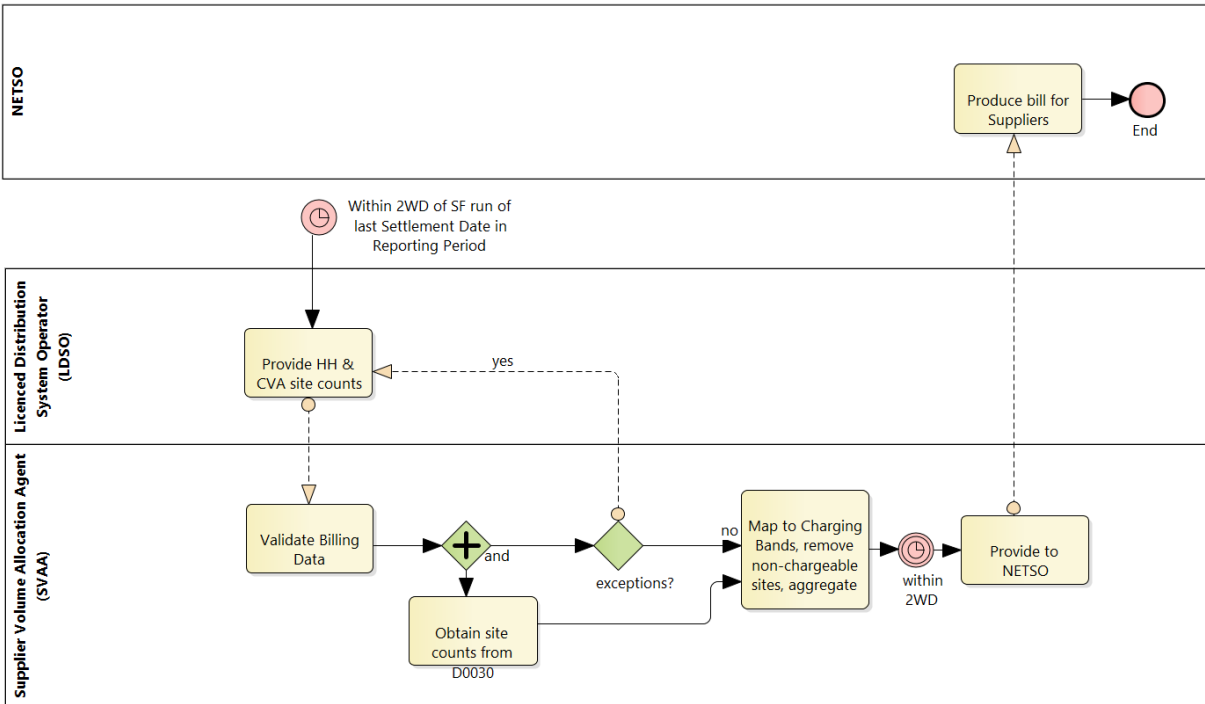 NETSO
Produce bill for
Suppliers
End
Within 2WD of SF run of
last Settlement Date in
Reporting Period
Licenced Distribution
System Operator
(LDSO)
Provide HH &
CVA site counts
yes
Supplier Volume Allocation Agent
(SVAA)
Validate Billing
Data
and
Obtain site
counts from
D0030
exceptions?
no
Map to Charging
Bands, remove
non-chargeable
sites, aggregate
within
2WD
Provide to
NETSO